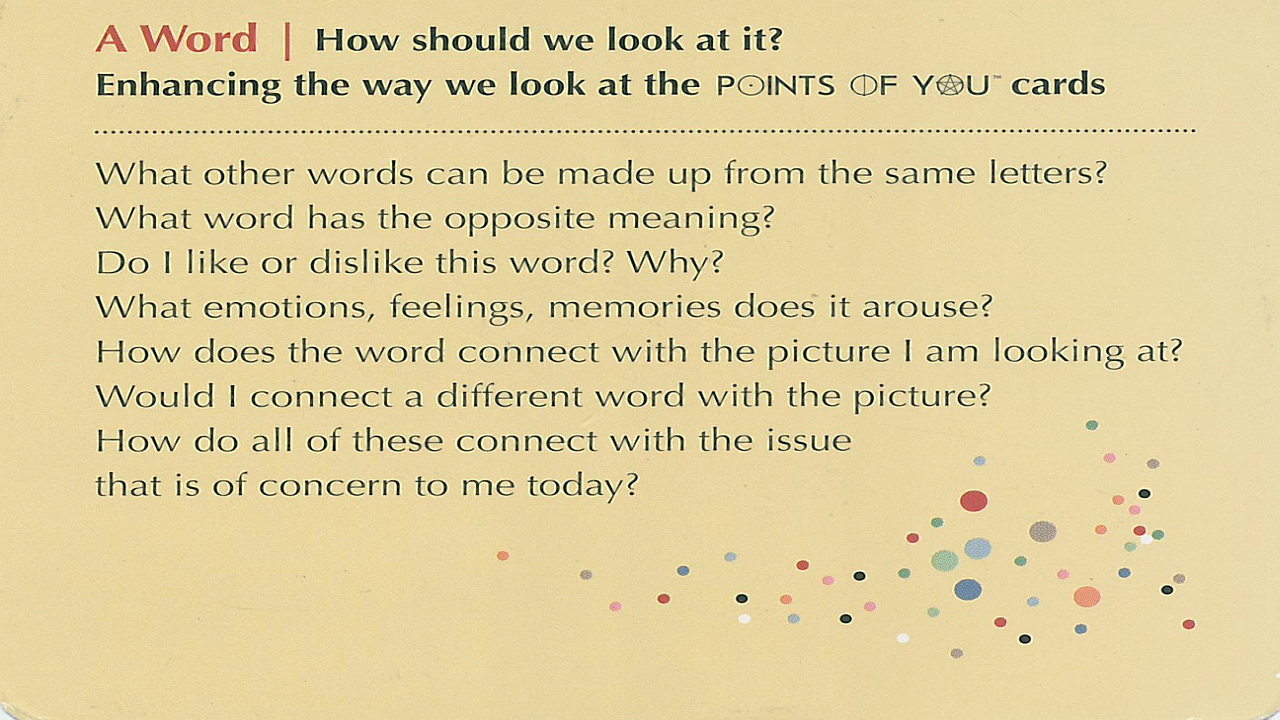 A Word | How should we look at it?
Enhancing the way we look at the POINTS OF YOU™ cards
What other words can be made up from the same letters?
What word has the opposite meaning?
Do I like or dislike this word? Why?
What emotions, feelings, memories does it arouse?
How does the word connect with the picture I am looking at?
Would I connect a different word with the picture?
How do all of these connect with the issue
that is of concern to me today?